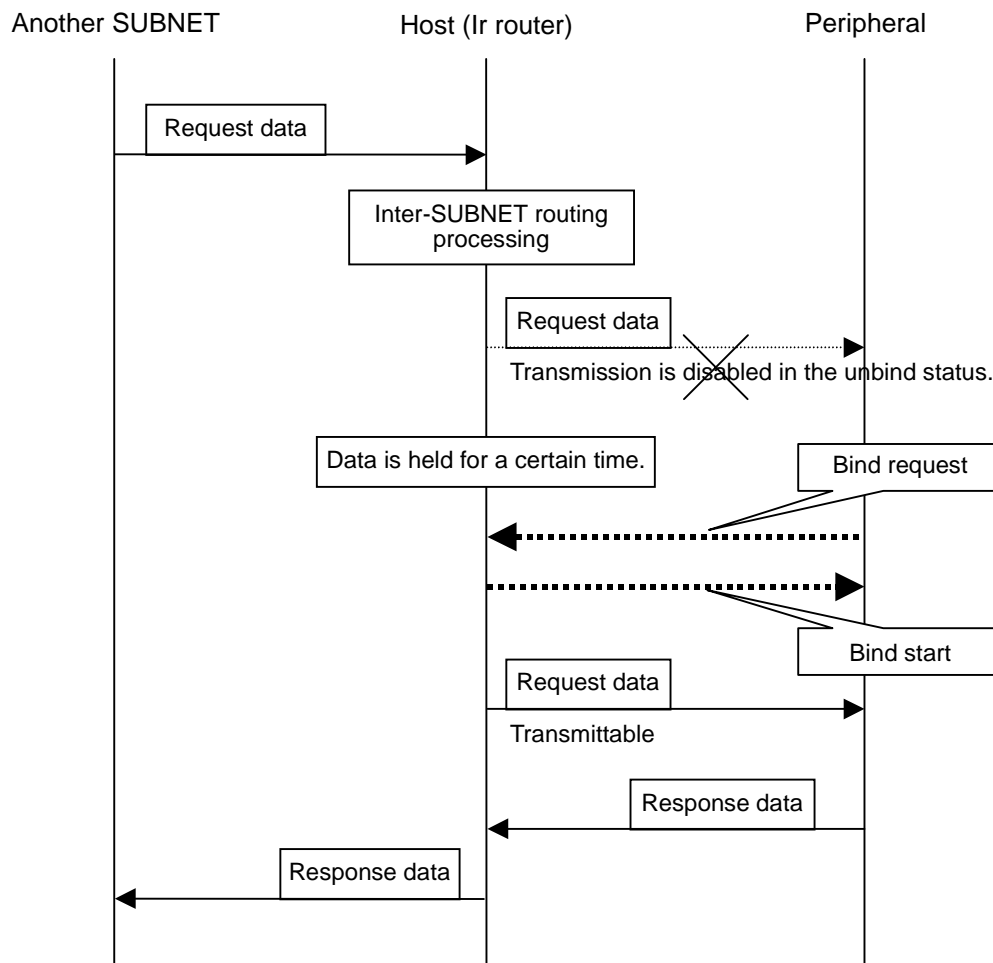 Another SUBNET
Host (Ir router)
Peripheral
Request data
Inter-SUBNET routing
processing
Request data
Transmission is disabled in the unbind status.
Data is held for a certain time.
Bind request
Bind start
Request data
Transmittable
Response data
Response data